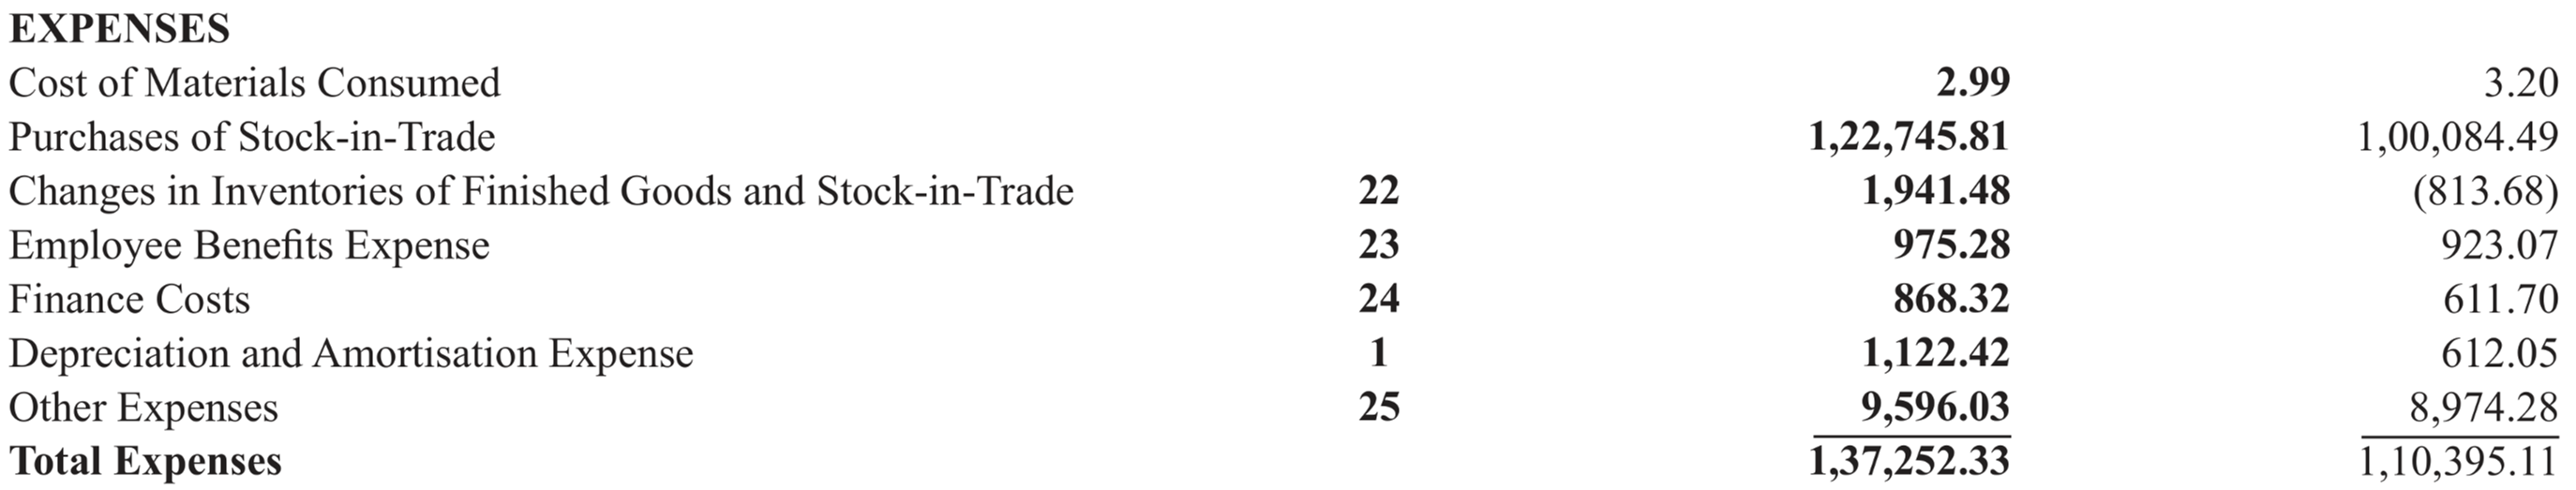 EXPENSES
Cost of Materials Consumed 2.99 3.20
Purchases of Stock-in-Trade 1,22,745.81 1,00,084.49
Changes in Inventories of Finished Goods and Stock-in-Trade 22 1,941.48 (813.68)
Employee Benefits Expense 23 975.28 923.07
Finance Costs 24 868.32 611.70
Depreciation and Amortisation Expense 1 1,122.42 612.05
Other Expenses 25 9,596.03 8,974.28
Total Expenses 1,37,252.33 1,10,395.11